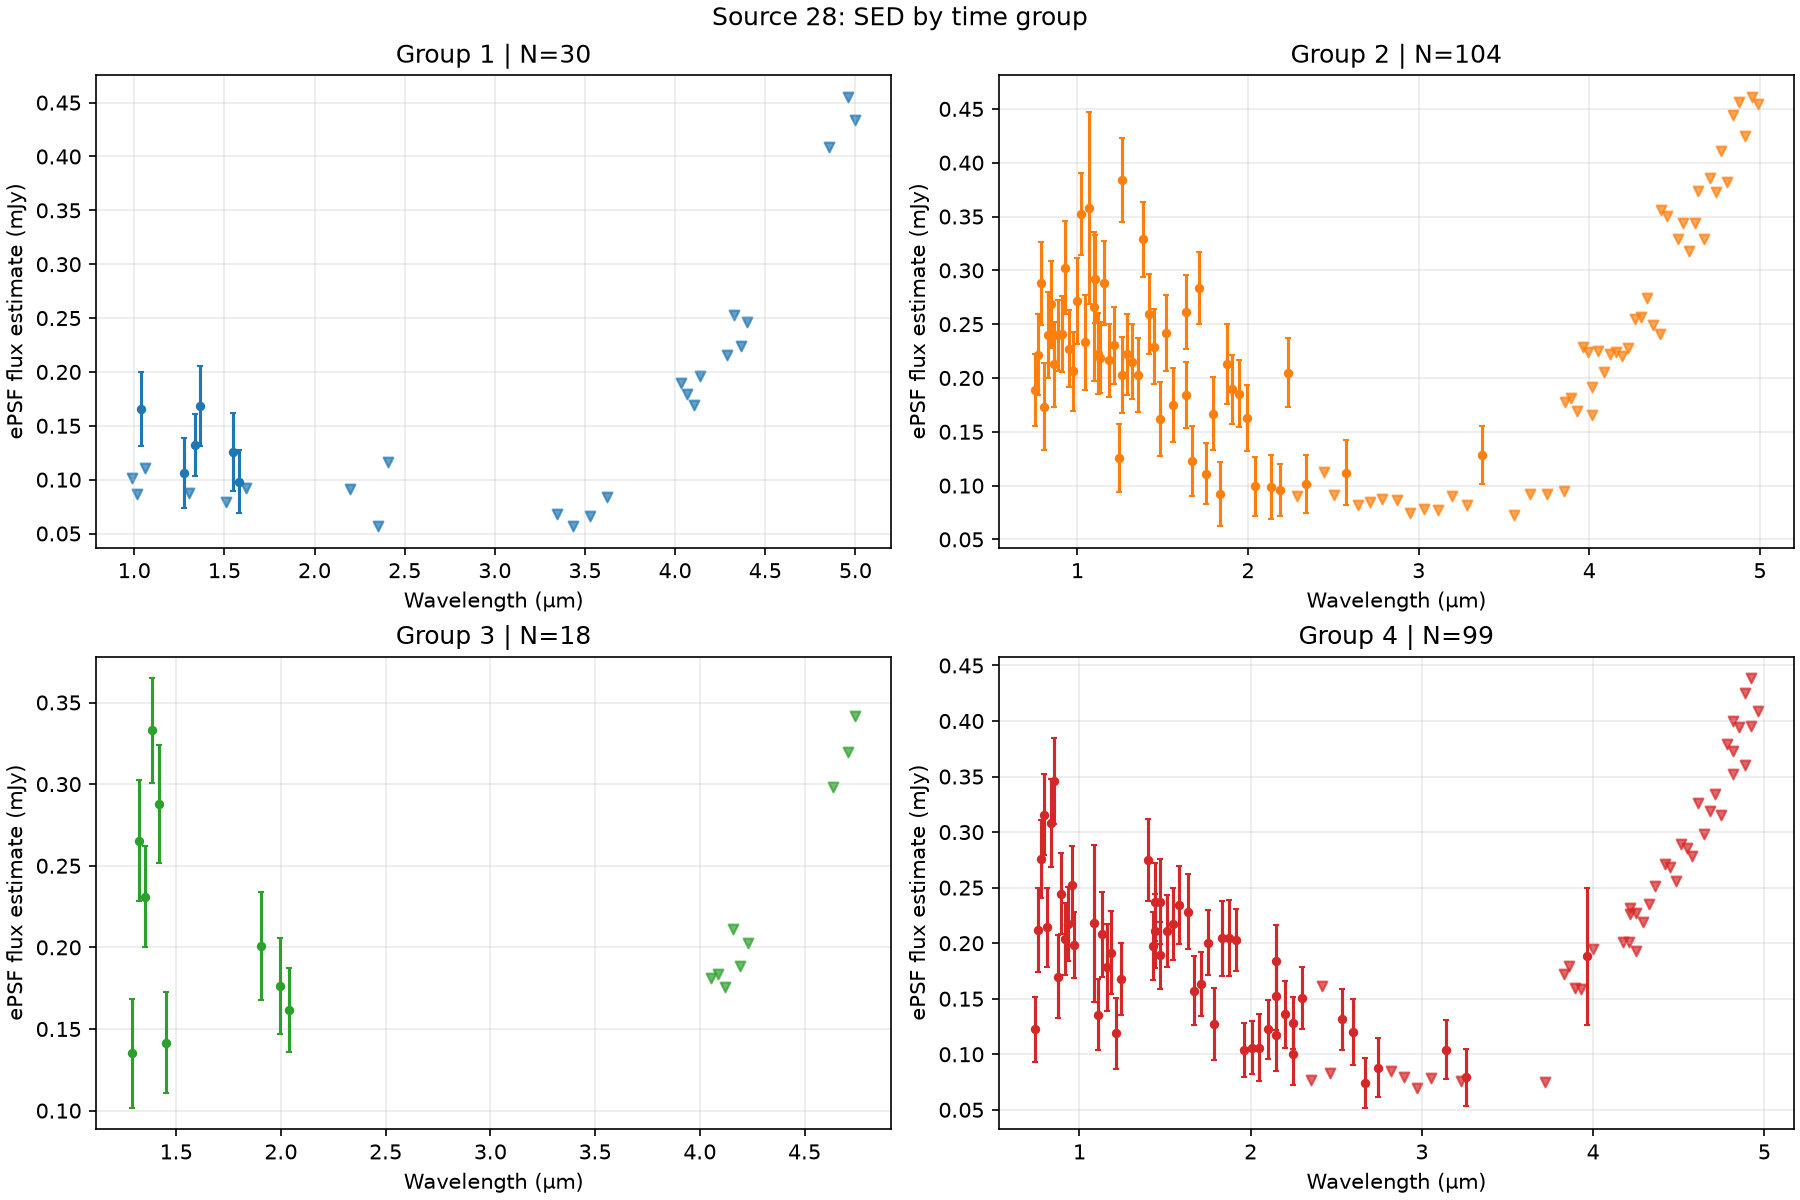 Source 28: SED by time group
Group 1 | N=30
ePSF flux estimate (mJy)
0.45
0.40
0.35
0.30
0.25
0.20
0.15
0.10
0.05
1.0 1.5 2.0 2.5 3.0 3.5 4.0 4.5 5.0
Wavelength (µm)
Group 2 | N=104
ePSF flux estimate (mJy)
0.45
0.40
0.35
0.30
0.25
0.20
0.15
0.10
0.05
1 2 3 4 5
Wavelength (µm)
Group 3 | N=18
ePSF flux estimate (mJy)
0.35
0.30
0.25
0.20
0.15
0.10
1.5 2.0 2.5 3.0 3.5 4.0 4.5
Wavelength (µm)
Group 4 | N=99
ePSF flux estimate (mJy)
0.45
0.40
0.35
0.30
0.25
0.20
0.15
0.10
0.05
1 2 3 4 5
Wavelength (µm)